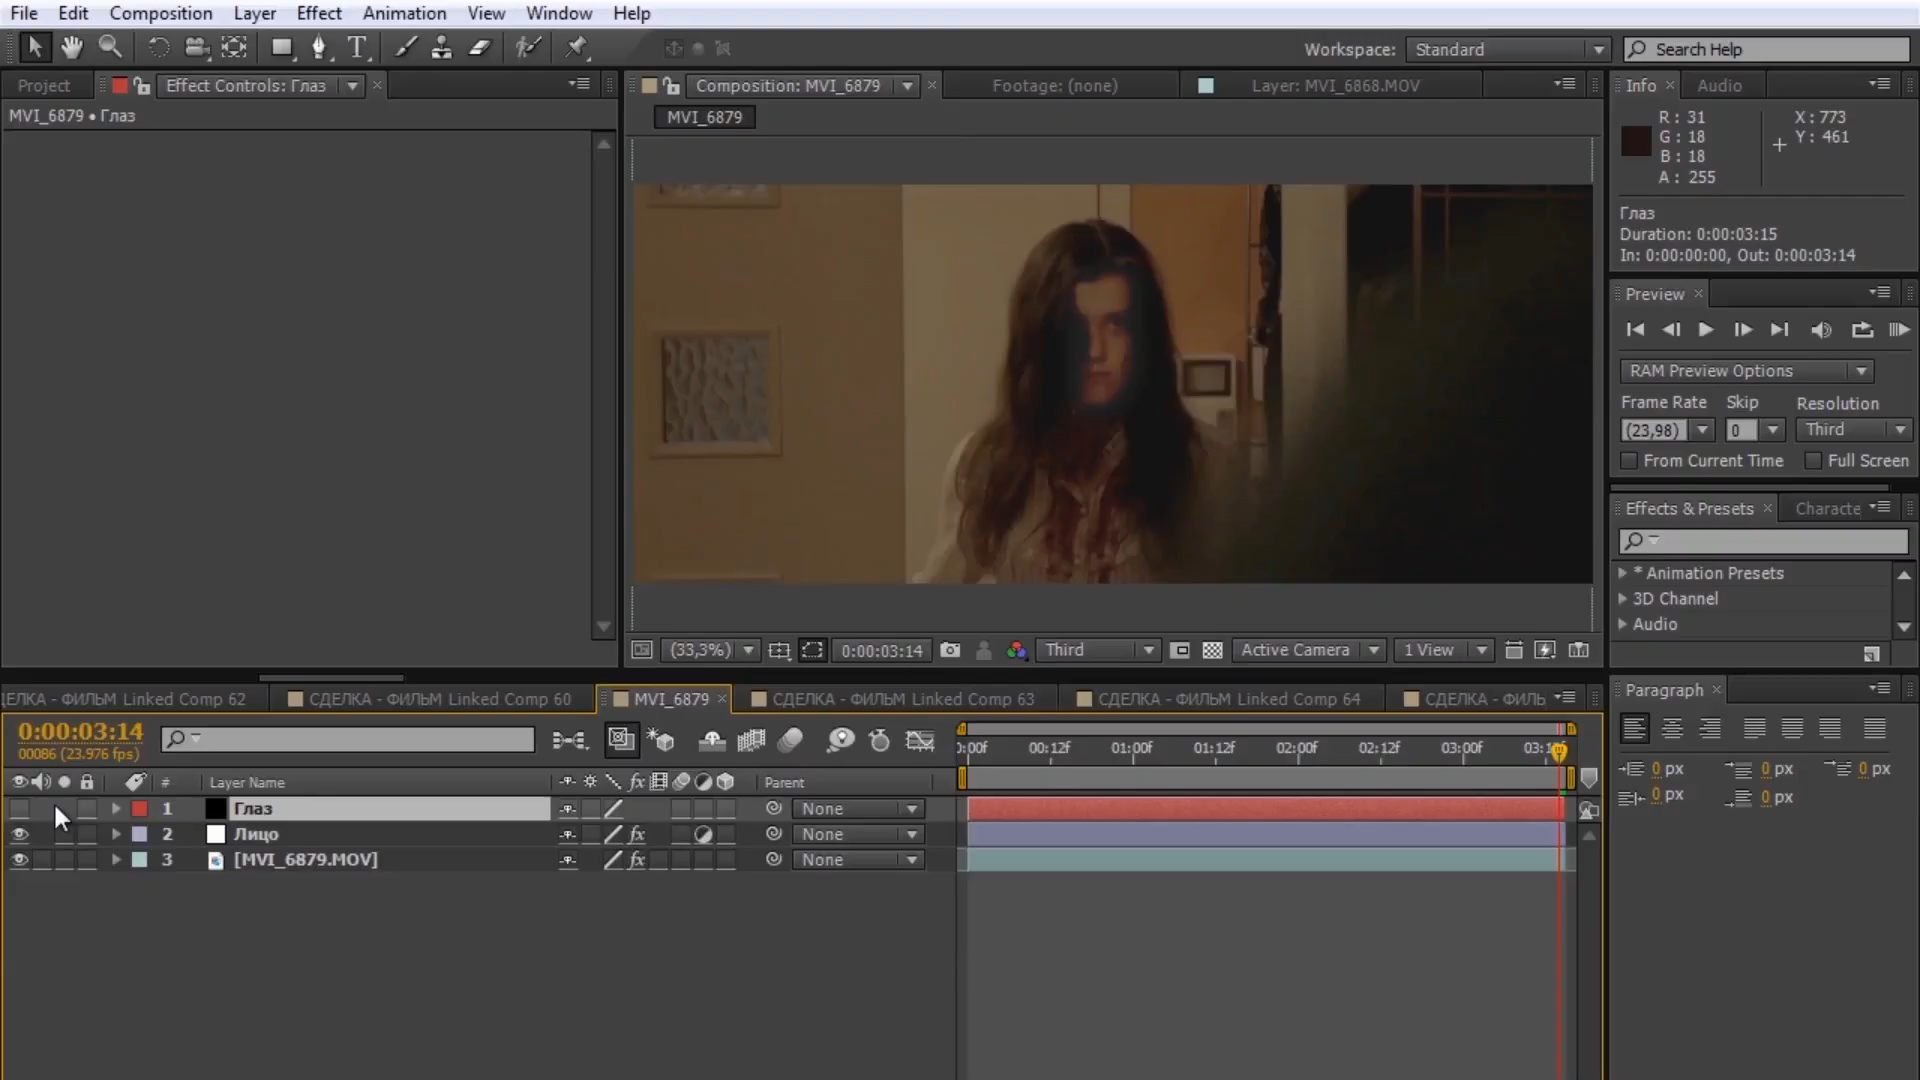 File Edit Composition Layer Effect Animation View Window Help
Workspace: Standard Search Help
Project Effect Controls: Глаз
MVI_6879 • Глаз
Composition: MVI_6879 Footage: (none) Layer: MVI_6868.MOV
MVI_6879
Info Audio
R: 31 X: 773
G: 18 Y: 461
B: 18
A: 255
Глаз
Duration: 0:00:03:15
In: 0:00:00:00, Out: 0:00:03:14
Preview
RAM Preview Options
Frame Rate Skip Resolution
(23,98) 0 Third
From Current Time Full Screen
Effects & Presets Characte
* Animation Presets
3D Channel
Audio
(33,3%) 0:00:03:14 Third Active Camera 1 View
ДЕЛКА - ФИЛЬМ Linked Comp 62 СДЕЛКА - ФИЛЬМ Linked Comp 60 MVI_6879 СДЕЛКА - ФИЛЬМ Linked Comp 63 СДЕЛКА - ФИЛЬМ Linked Comp 64 СДЕЛКА - ФИЛЬ
0:00:03:14
00086 (23.976 fps)
0:00f 00:12f 01:00f 01:12f 02:00f 02:12f 03:00f
# Layer Name fx Parent
1 Глаз None
2 Лицо fx None
3 [MVI_6879.MOV] fx None
Paragraph
0 px 0 px 0 px
0 px 0 px